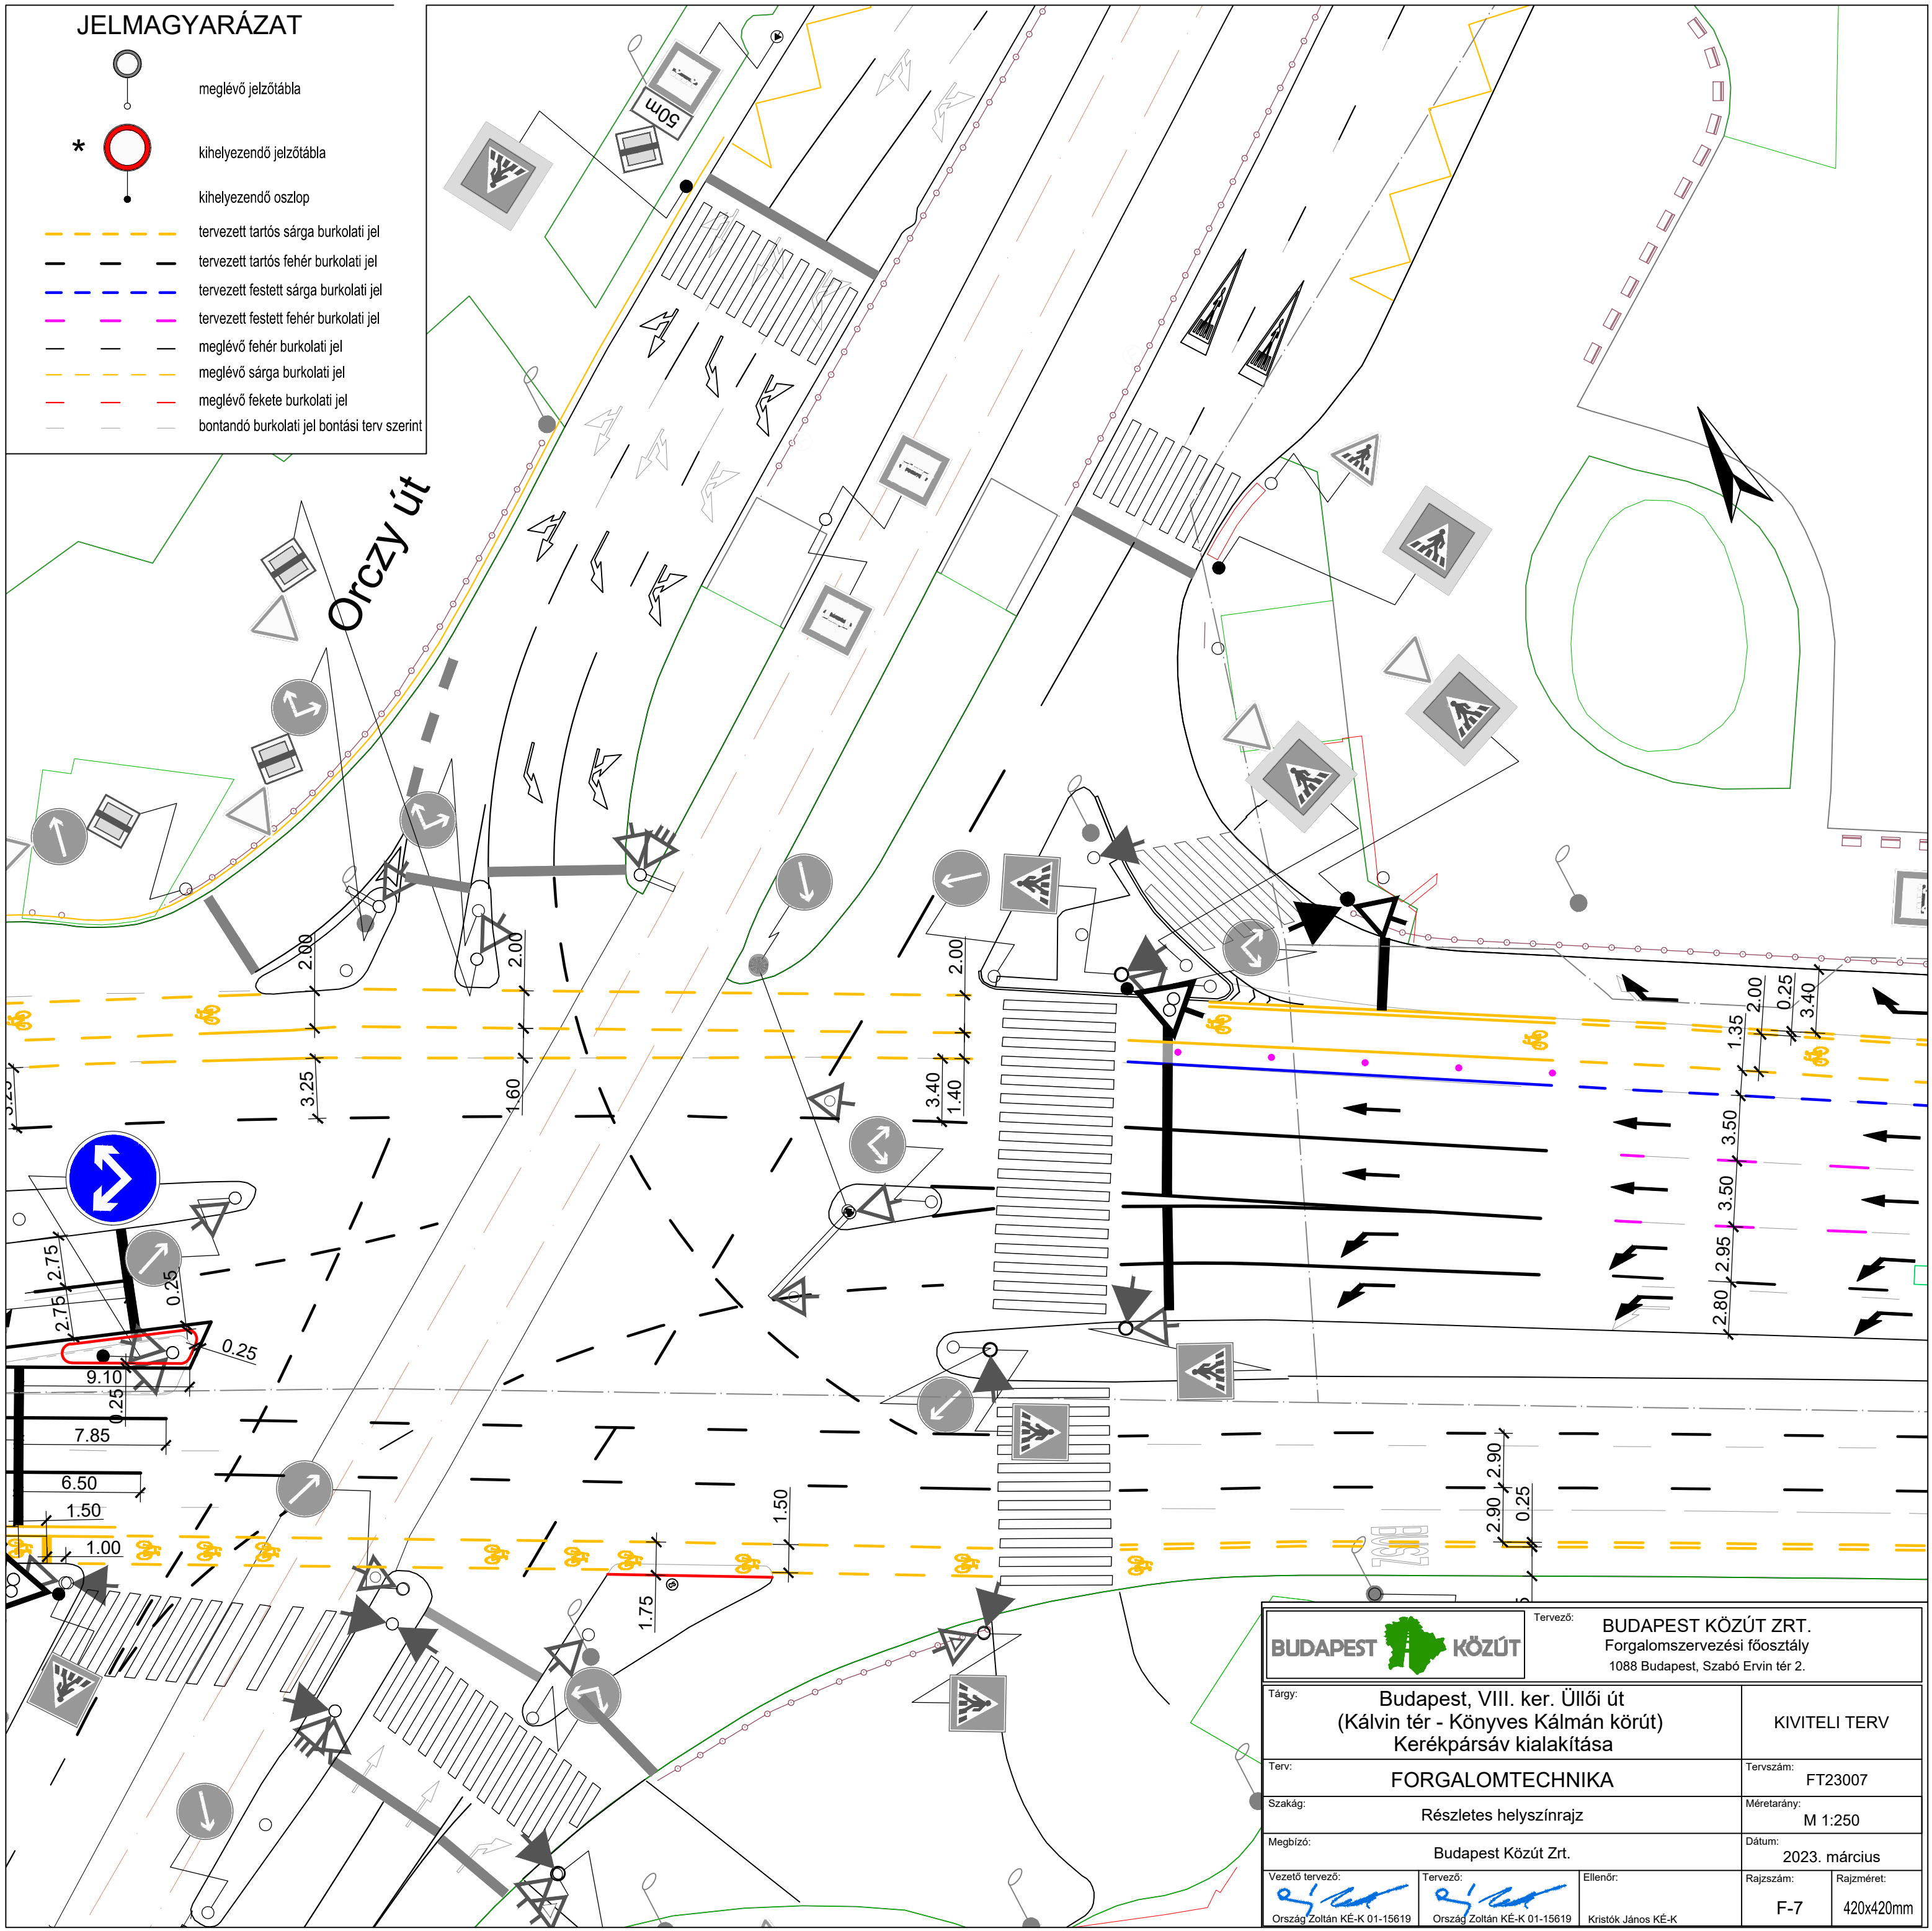 JELMAGYARÁZAT
meglévő jelzőtábla
*
kihelyezendő jelzőtábla
kihelyezendő oszlop
tervezett tartós sárga burkolati jel
tervezett tartós fehér burkolati jel
tervezett festett sárga burkolati jel
tervezett festett fehér burkolati jel
meglévő fehér burkolati jel
meglévő sárga burkolati jel
meglévő fekete burkolati jel
bontandó burkolati jel bontási terv szerint
50m
Orczy út
2.00
2.00
2.00
3.25
1.60
3.40
1.40
1.35
2.00
0.25
3.40
3.50
3.50
2.95
2.80
2.75
2.75
0.25
0.25
9.10
0.25
7.85
6.50
1.50
1.00
1.50
1.75
2.90
2.90
0.25
BUSZ
BUDAPEST KÖZÚT
Tervező:
BUDAPEST KÖZÚT ZRT.
Forgalomszervezési főosztály
1088 Budapest, Szabó Ervin tér 2.
Tárgy:
Budapest, VIII. ker. Üllői út
(Kálvin tér - Könyves Kálmán körút)
Kerékpársáv kialakítása
KIVITELI TERV
Terv:
FORGALOMTECHNIKA
Tervszám:
FT23007
Szakág:
Részletes helyszínrajz
Méretarány:
M 1:250
Megbízó:
Budapest Közút Zrt.
Dátum:
2023. március
Vezető tervező:
Ország Zoltán KÉ-K 01-15619
Tervező:
Ország Zoltán KÉ-K 01-15619
Ellenőr:
Kristók János KÉ-K
Rajzszám:
F-7
Rajzméret:
420x420mm